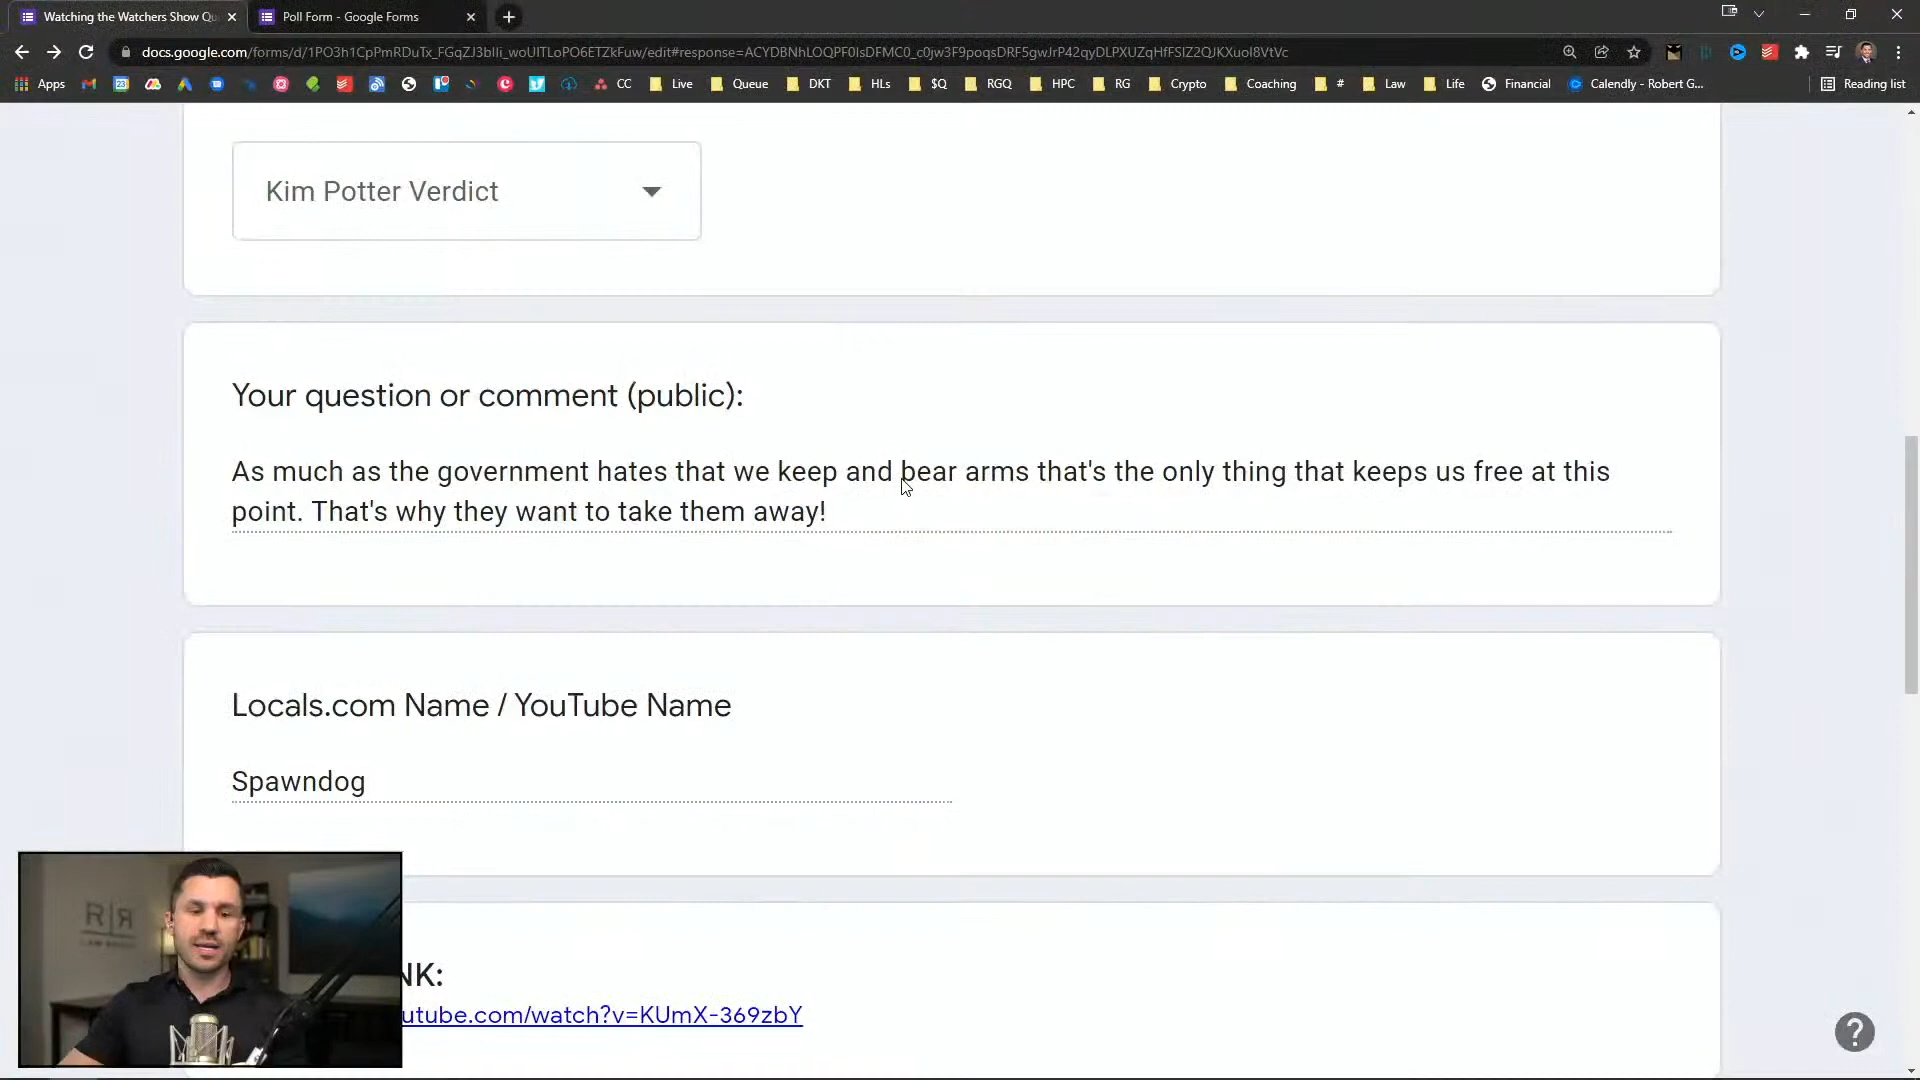 Watching the Watchers Show Qu
Poll Form - Google Forms
Apps
CC
Live
Queue
DKT
HLs
$Q
RGQ
HPC
RG
Crypto
Coaching
#
Law
Life
Financial
Calendly - Robert G...
Reading list
Kim Potter Verdict
Your question or comment (public):
As much as the government hates that we keep and bear arms that's the only thing that keeps us free at this
point. That's why they want to take them away!
Locals.com Name / YouTube Name
Spawndog
NK:
utube.com/watch?v=KUmX-369zbY
R|R